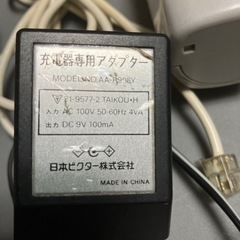 充電器専用アダプター
MODEL NO.AA-R95EV
91-9577-2 TAIKOU・H
入力 AC 100V 50-60Hz 4VA
出力 DC 9V 100mA
日本ビクター株式会社
MADE IN CHINA